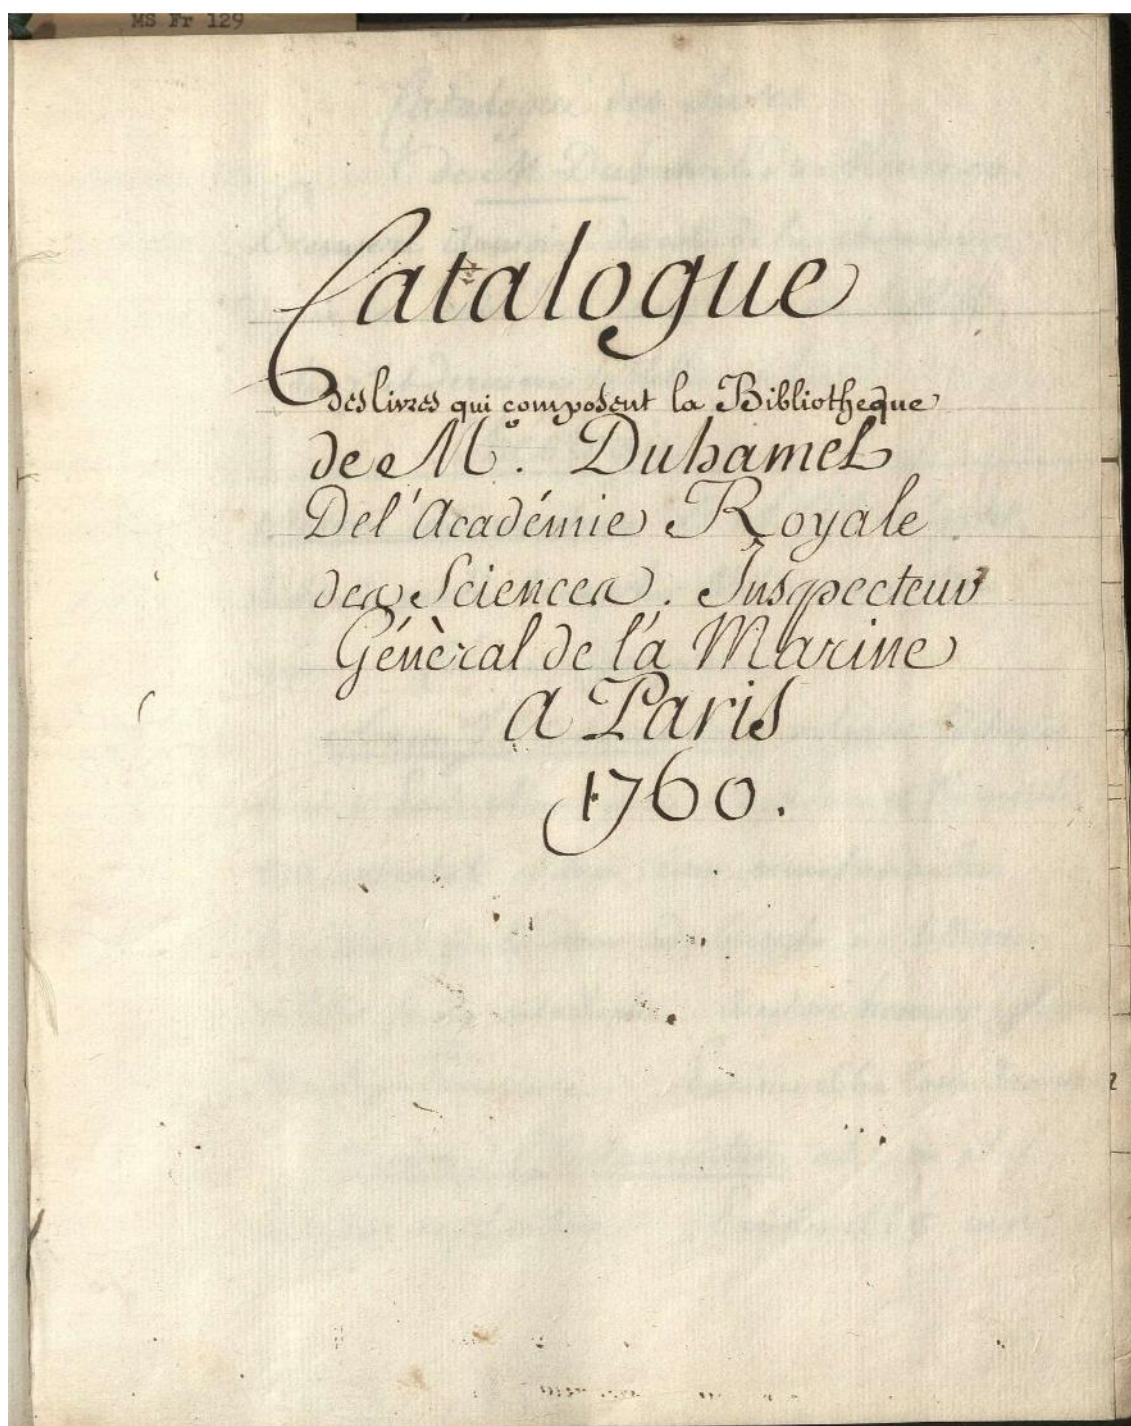 MS Fr 129
Catalogue
des livres qui composent la Bibliotheque
de Mr. Duhamel
De l'Académie Royale
des Sciences. Inspecteur
Général de la Marine
a Paris
1760.